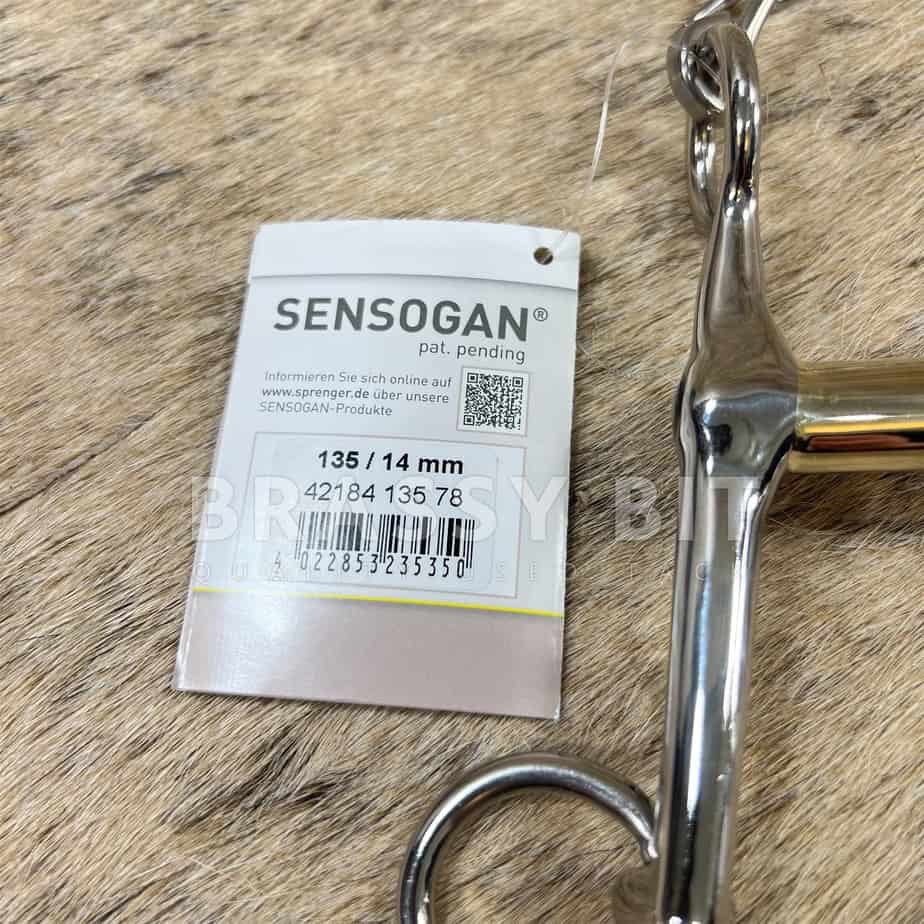 SENSOGAN®
pat. pending
Informieren Sie sich online auf
www.sprenger.de über unsere
SENSOGAN-Produkte
135 / 14 mm
42184 135 78
BRASSY BIT
4 022853 235350